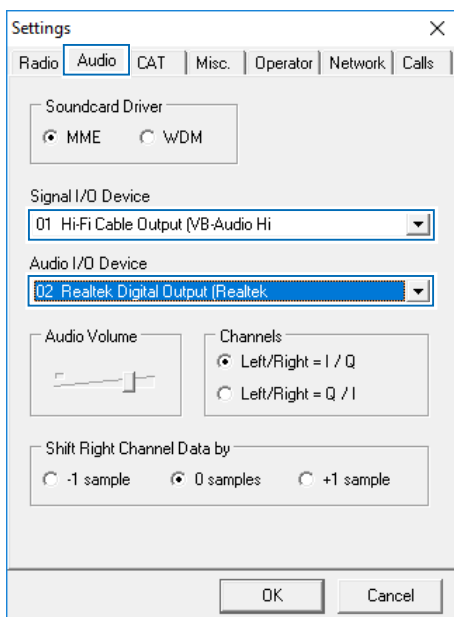 Settings
Radio Audio CAT Misc. Operator Network Calls
Soundcard Driver
MME WDM
Signal I/O Device
01 Hi-Fi Cable Output (VB-Audio Hi
Audio I/O Device
02 Realtek Digital Output (Realtek
Audio Volume
Channels
Left/Right = I / Q
Left/Right = Q / I
Shift Right Channel Data by
-1 sample 0 samples +1 sample
OK Cancel